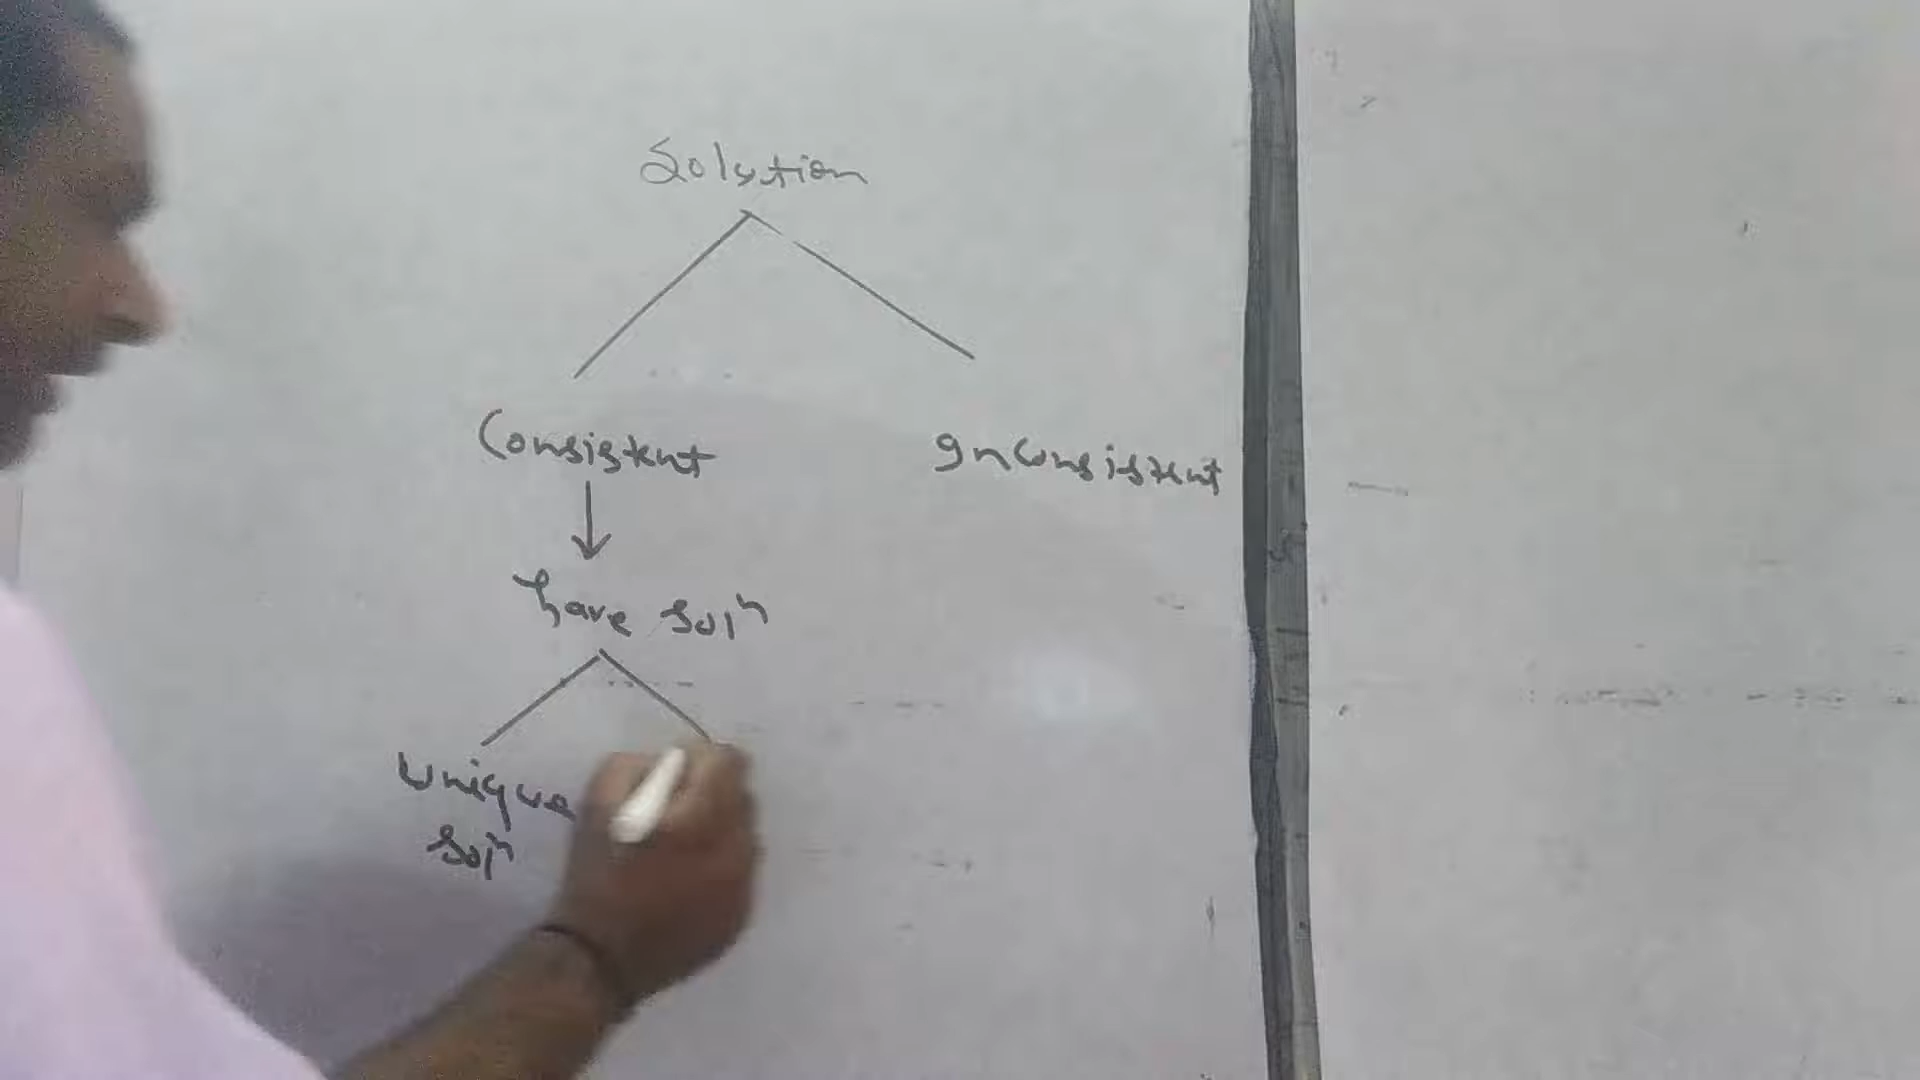 Solution
Consistent
Inconsistent
have solⁿ
Unique
solⁿ